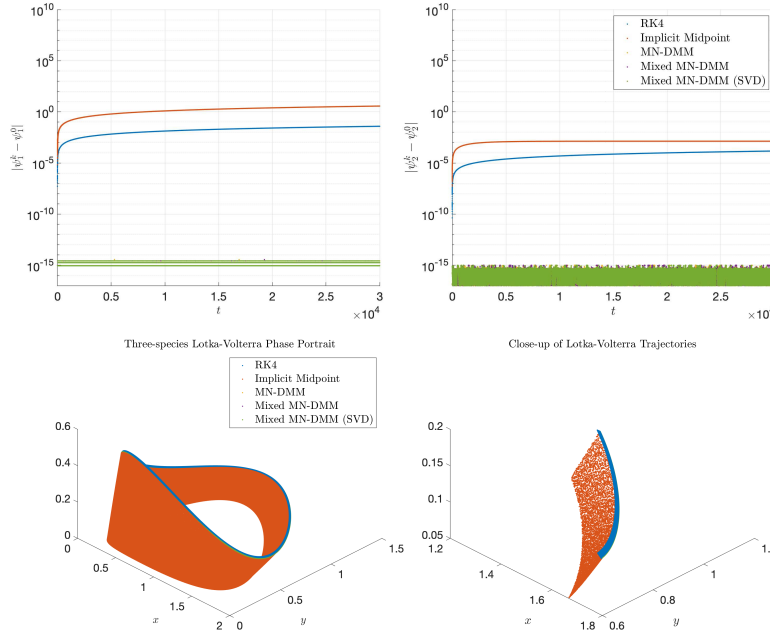 10^10
10^5
10^0
10^-5
10^-10
10^-15
|ψ_1^k − ψ_1^0|
0 0.5 1 1.5 2 2.5 3
t
×10^4
10^10
10^5
10^0
10^-5
10^-10
10^-15
|ψ_2^k − ψ_2^0|
RK4
Implicit Midpoint
MN-DMM
Mixed MN-DMM
Mixed MN-DMM (SVD)
0 0.5 1 1.5 2 2.5
t
Three-species Lotka-Volterra Phase Portrait
RK4
Implicit Midpoint
MN-DMM
Mixed MN-DMM
Mixed MN-DMM (SVD)
0.6
0.4
0.2
0
0 0.5 1 1.5 2
x
0 0.5 1 1.5
y
Close-up of Lotka-Volterra Trajectories
0.2
0.15
0.1
0.05
1.2 1.4 1.6 1.8
x
0.6 0.8 1
y